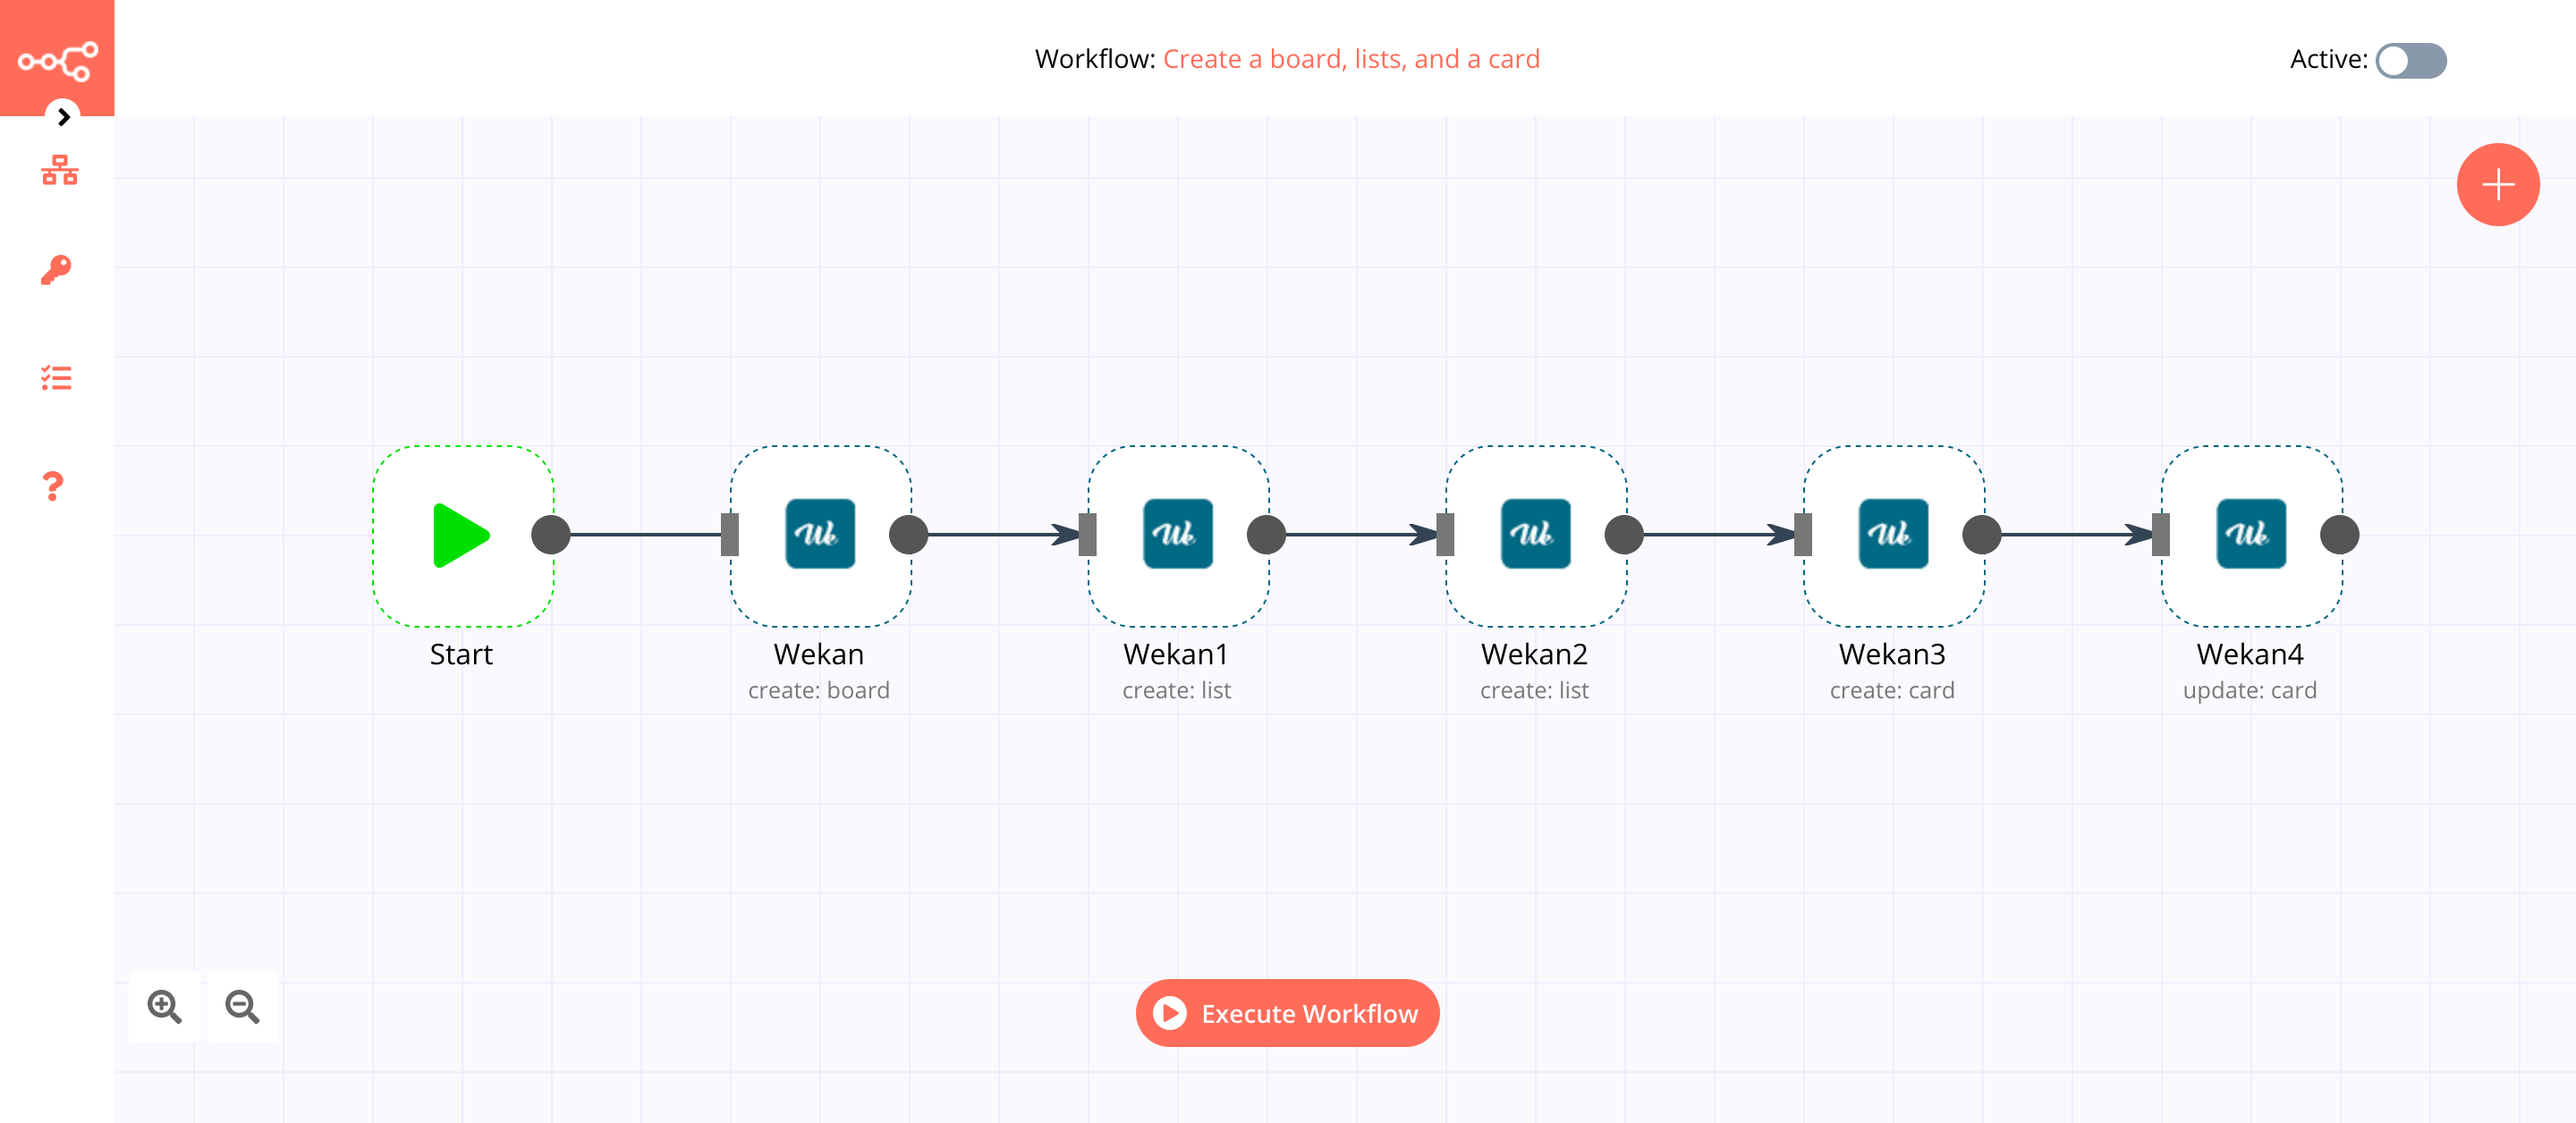 Workflow: Create a board, lists, and a card
Active:
Start
Wekan
create: board
Wekan1
create: list
Wekan2
create: list
Wekan3
create: card
Wekan4
update: card
Execute Workflow